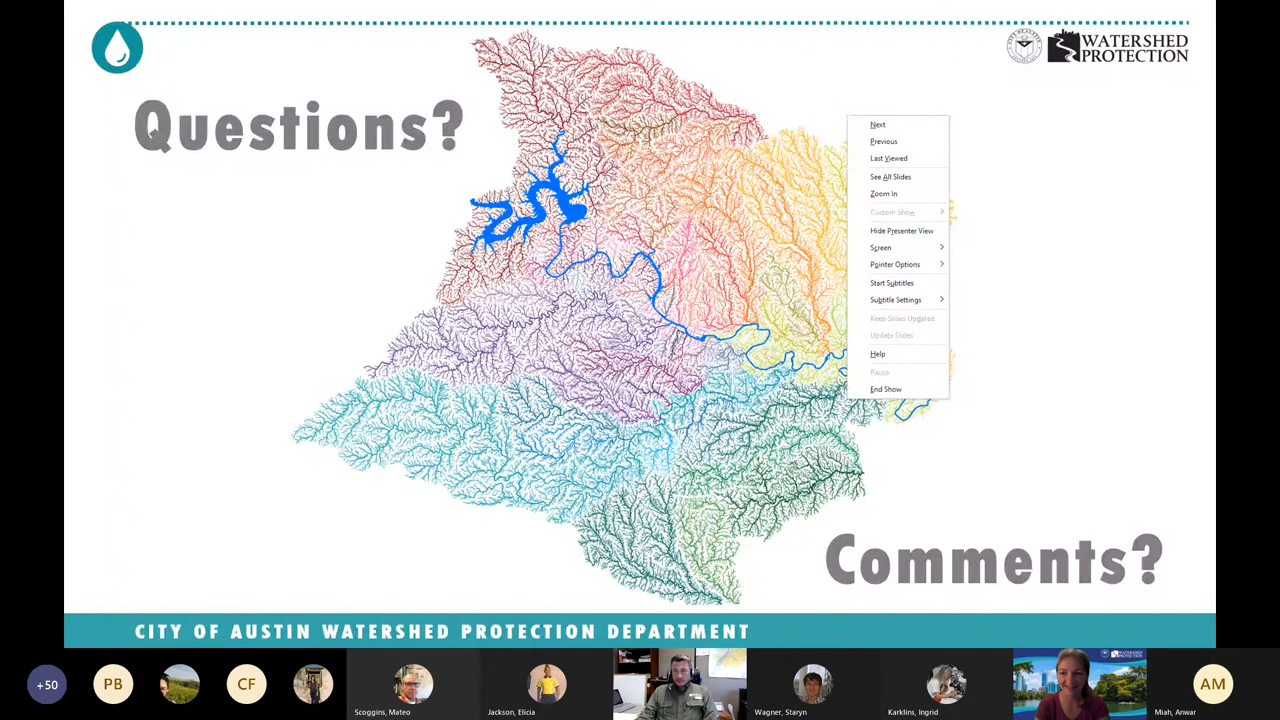 WATERSHED
PROTECTION
Questions?
Next
Previous
Last Viewed
See All Slides
Zoom In
Custom Show
Hide Presenter View
Screen
Pointer Options
Start Subtitles
Subtitle Settings
Keep Slides Updated
Update Slides
Help
Pause
End Show
Comments?
CITY OF AUSTIN WATERSHED PROTECTION DEPARTMENT
+50
PB
CF
Scoggins, Mateo
Jackson, Elicia
Wagner, Staryn
Karklins, Ingrid
WATERSHED
PROTECTION
AM
Miah, Anwar